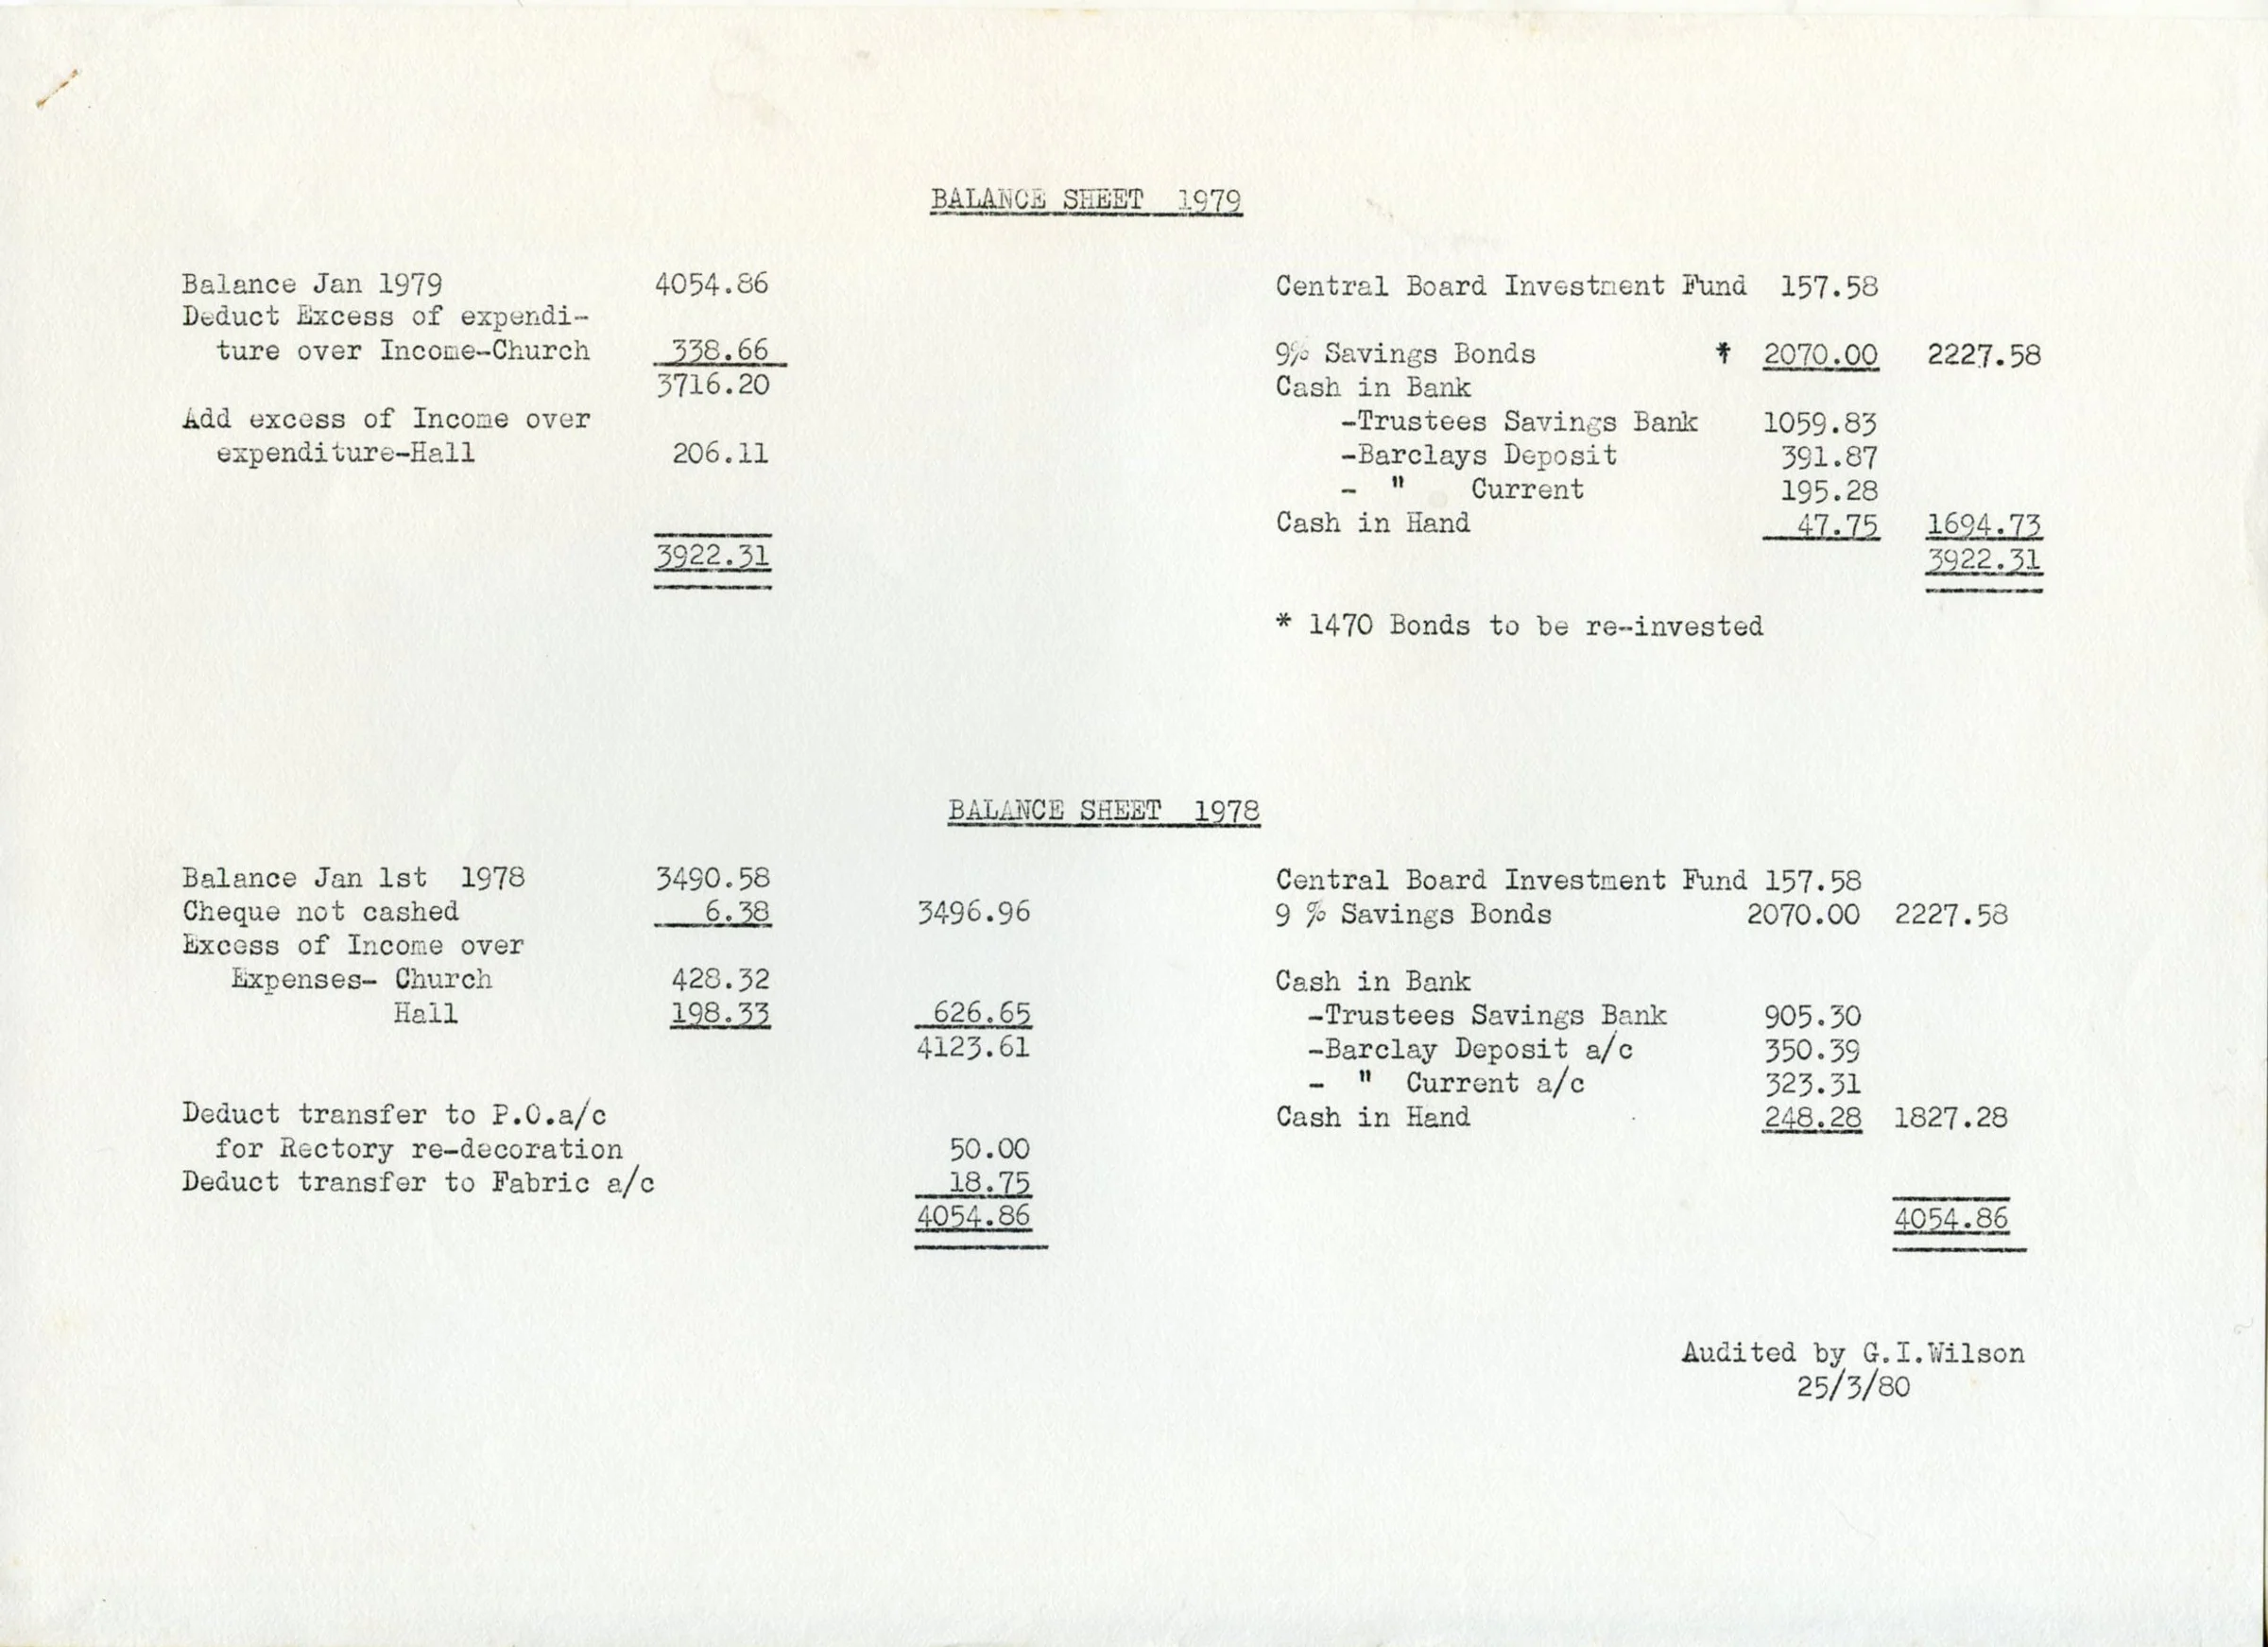 BALANCE SHEET 1979
Balance Jan 1979 4054.86
Deduct Excess of expendi-
ture over Income-Church 338.66
3716.20
Add excess of Income over
expenditure-Hall 206.11
3922.31
Central Board Investment Fund 157.58
9% Savings Bonds * 2070.00 2227.58
Cash in Bank
-Trustees Savings Bank 1059.83
-Barclays Deposit 391.87
- " Current 195.28
Cash in Hand 47.75 1694.73
3922.31
* 1470 Bonds to be re-invested
BALANCE SHEET 1978
Balance Jan 1st 1978 3490.58
Cheque not cashed 6.38 3496.96
Excess of Income over
Expenses- Church 428.32
Hall 198.33 626.65
4123.61
Deduct transfer to P.O.a/c
for Rectory re-decoration 50.00
Deduct transfer to Fabric a/c 18.75
4054.86
Central Board Investment Fund 157.58
9 % Savings Bonds 2070.00 2227.58
Cash in Bank
-Trustees Savings Bank 905.30
-Barclay Deposit a/c 350.39
- " Current a/c 323.31
Cash in Hand 248.28 1827.28
4054.86
Audited by G.I.Wilson
25/3/80